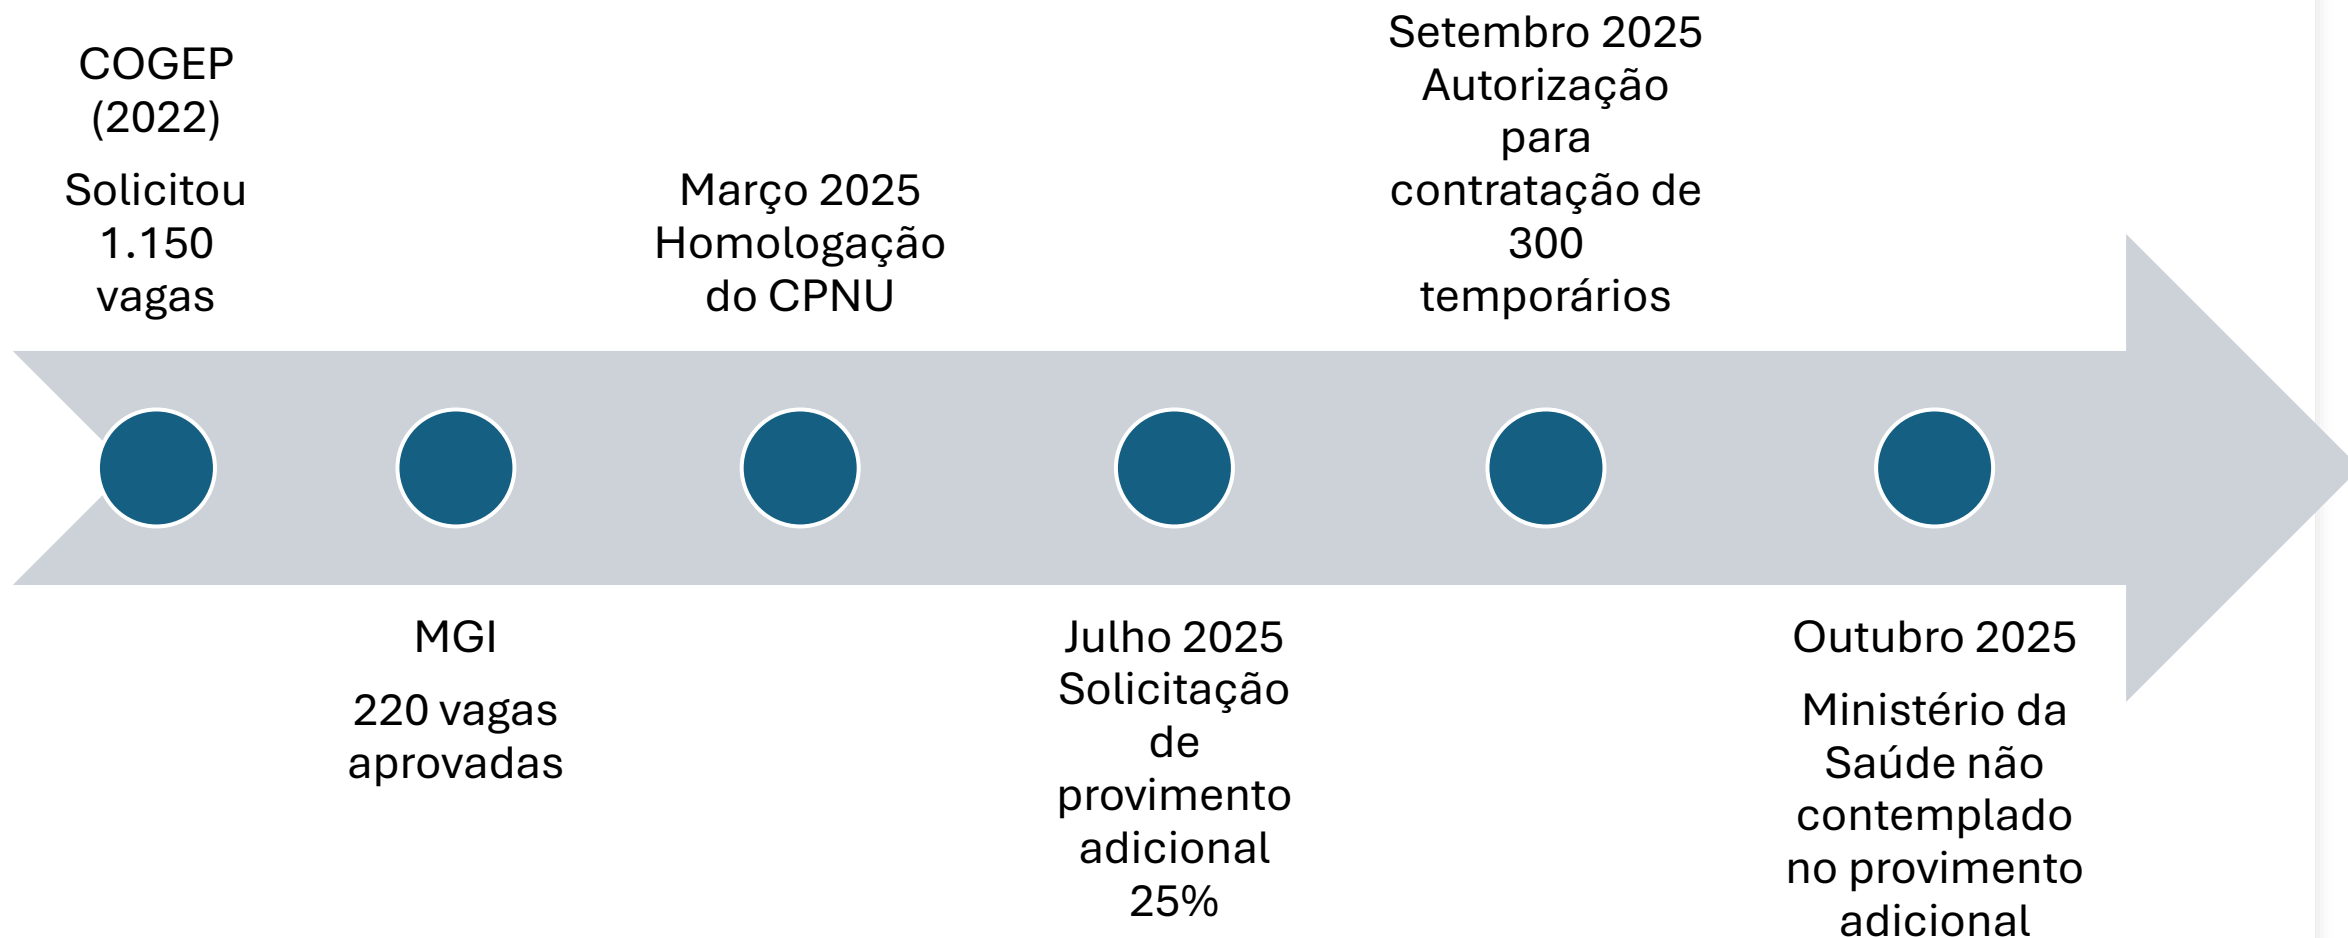 COGEP
(2022)
Solicitou
1.150
vagas
MGI
220 vagas
aprovadas
Março 2025
Homologação
do CPNU
Julho 2025
Solicitação
de
provimento
adicional
25%
Setembro 2025
Autorização
para
contratação de
300
temporários
Outubro 2025
Ministério da
Saúde não
contemplado
no provimento
adicional